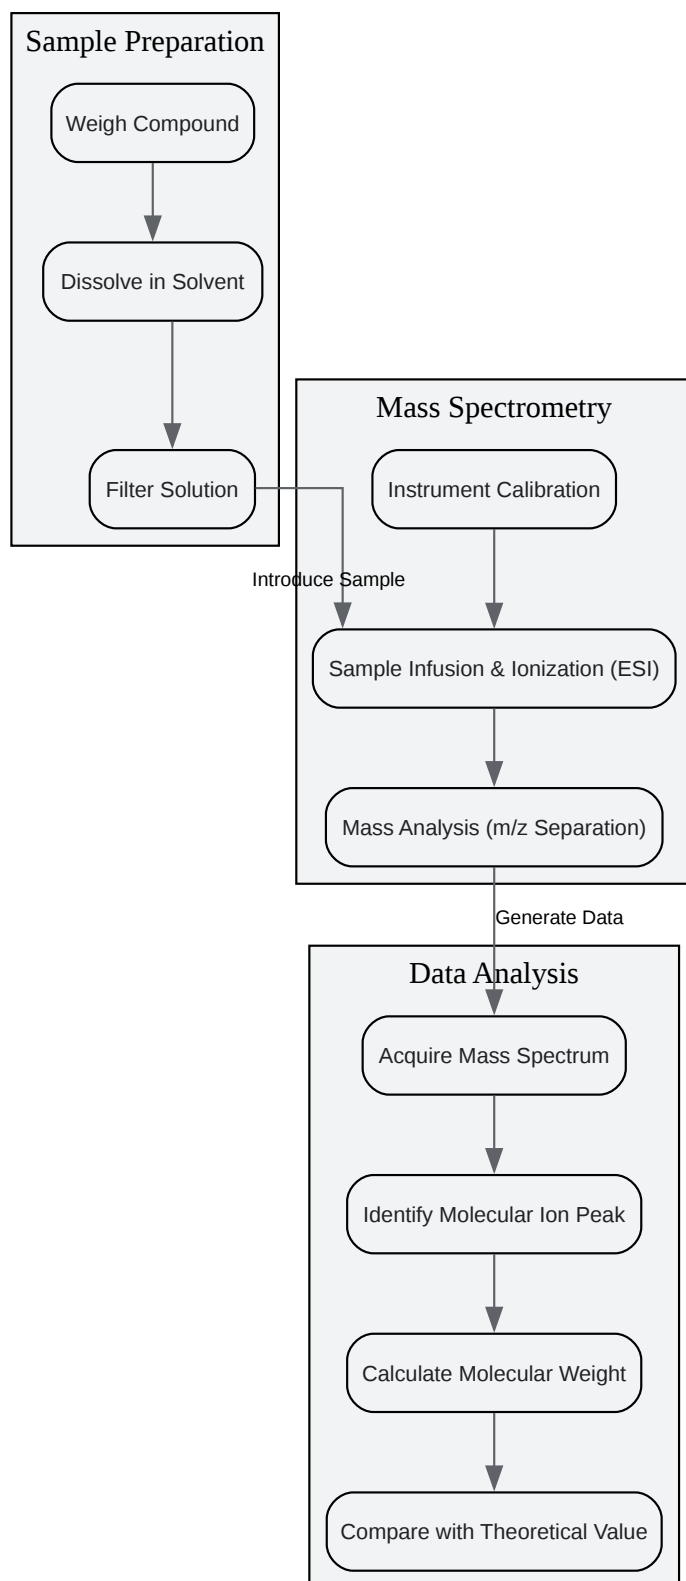 Sample Preparation
Weigh Compound
Dissolve in Solvent
Filter Solution
Mass Spectrometry
Instrument Calibration
Introduce Sample
Sample Infusion & Ionization (ESI)
Mass Analysis (m/z Separation)
Generate Data
Data Analysis
Acquire Mass Spectrum
Identify Molecular Ion Peak
Calculate Molecular Weight
Compare with Theoretical Value